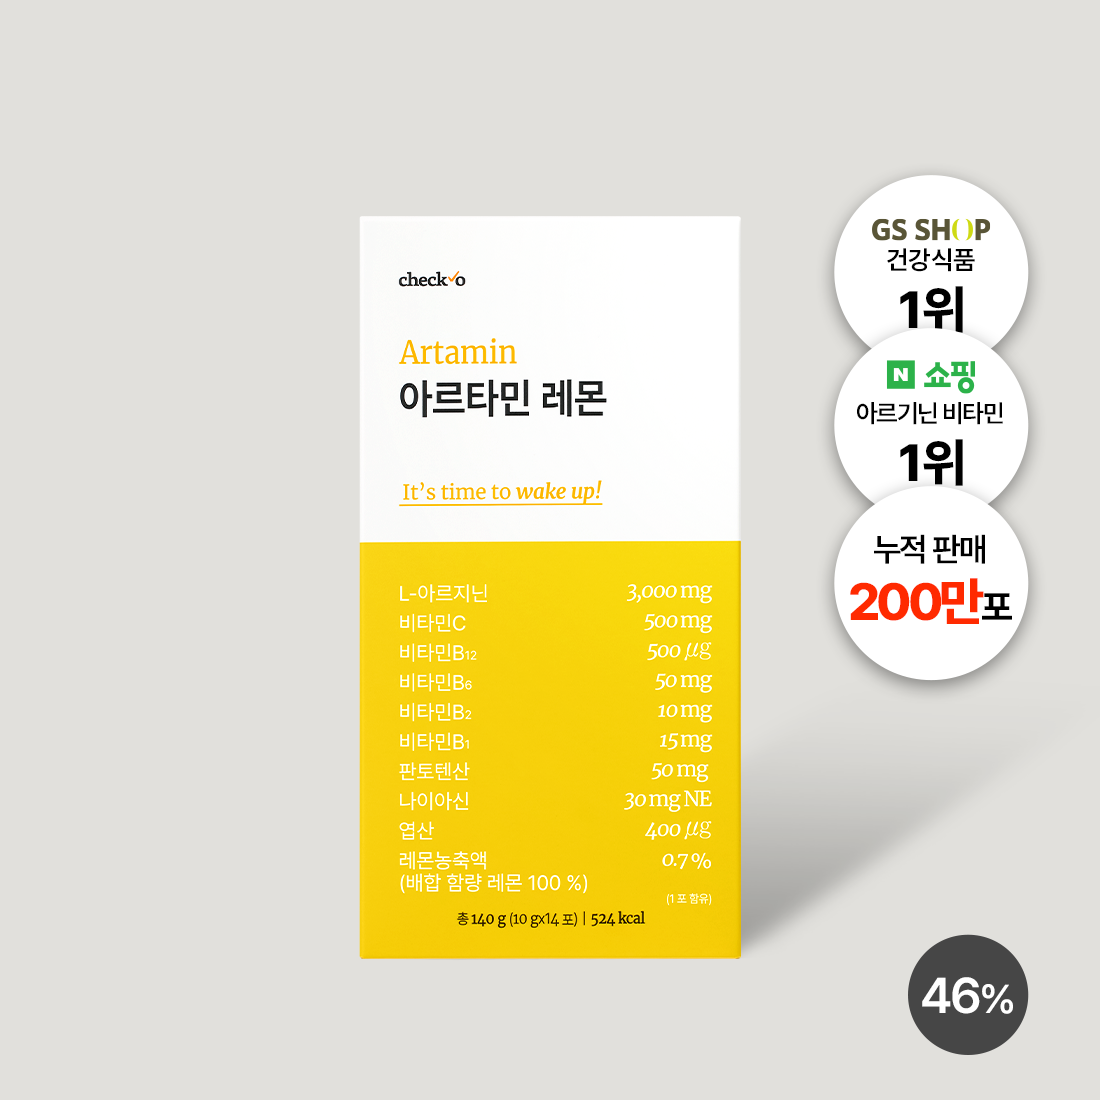 check✓o
Artamin
아르타민 레몬
It’s time to wake up!
L-아르지닌 3,000 mg
비타민C 500 mg
비타민B12 500 μg
비타민B6 50 mg
비타민B2 10 mg
비타민B1 15 mg
판토텐산 50 mg
나이아신 30 mg NE
엽산 400 μg
레몬농축액 0.7 %
(배합 함량 레몬 100 %)
(1 포 함유)
총 140 g (10 gx14 포) | 524 kcal
GS SHOP
건강식품
1위
N 쇼핑
아르기닌 비타민
1위
누적 판매
200만포
46%